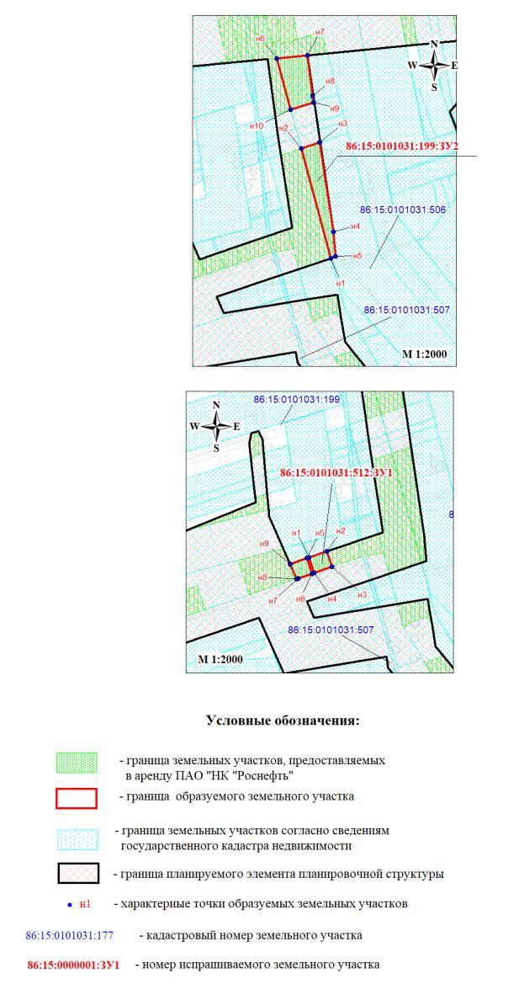 н6
н7
N
W E
S
н8
н9
н10
н2
н3
86:15:0101031:199:ЗУ2
86:15:0101031:506
н4
н5
н1
86:15:0101031:507
М 1:2000
86:15:0101031:199
N
W E
S
86:15:0101031:512:ЗУ1
8
н1
н5
н2
н9
н8
н7
н6
н4
н3
86:15:0101031:507
М 1:2000
Условные обозначения:
- граница земельных участков, предоставляемых
в аренду ПАО "НК "Роснефть"
- граница образуемого земельного участка
- граница земельных участков согласно сведениям
государственного кадастра недвижимости
- граница планируемого элемента планировочной структуры
н1 - характерные точки образуемых земельных участков
86:15:0101031:177 - кадастровый номер земельного участка
86:15:0000001:ЗУ1 - номер испрашиваемого земельного участка